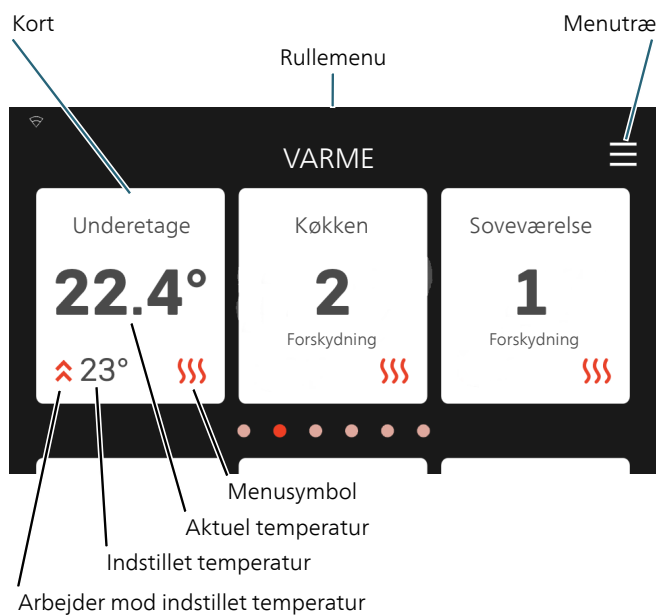 Kort
Menutræ
Rullemenu
VARME
Underetage
Køkken
Soveværelse
22.4°
2
1
Forskydning
Forskydning
23°
Menusymbol
Aktuel temperatur
Indstillet temperatur
Arbejder mod indstillet temperatur